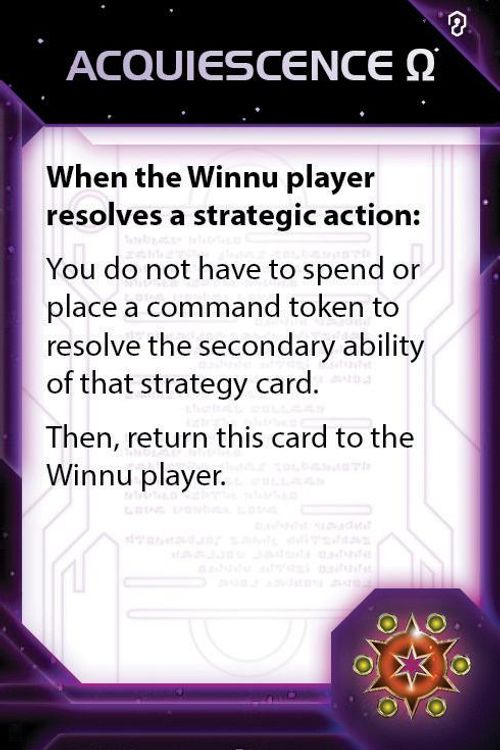 ACQUIESCENCE Ω
When the Winnu player
resolves a strategic action:
You do not have to spend or
place a command token to
resolve the secondary ability
of that strategy card.
Then, return this card to the
Winnu player.